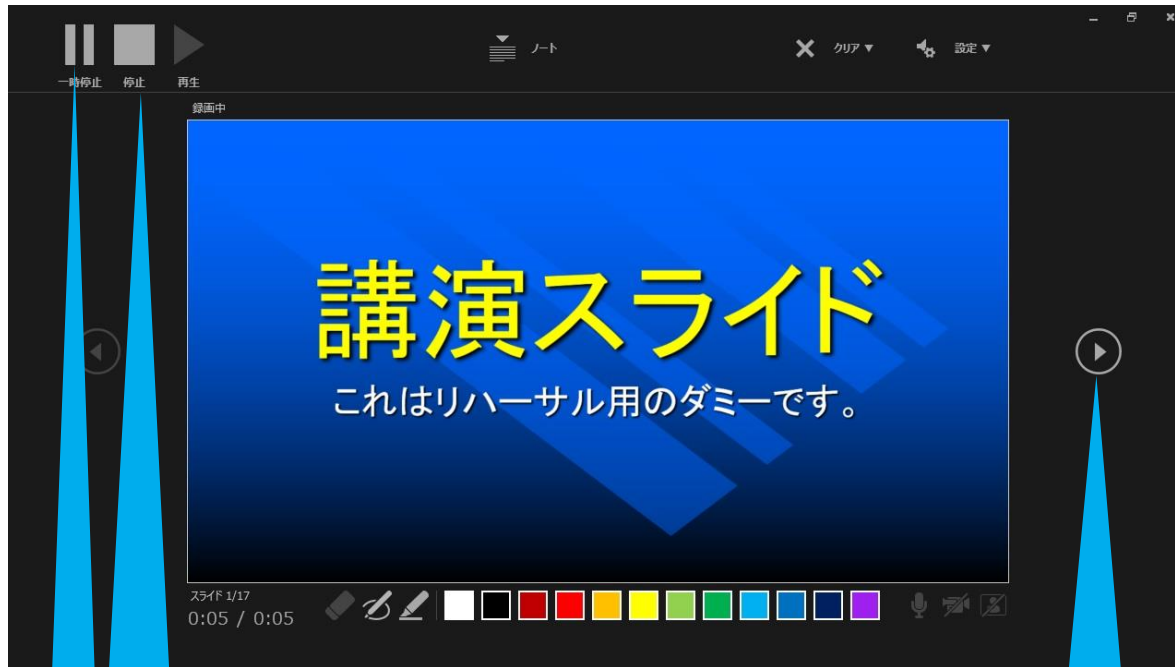 一時停止 停止 再生
ノート
クリア ▼ 設定 ▼
録画中
講演スライド
これはリハーサル用のダミーです。
スライド 1/17
0:05 / 0:05